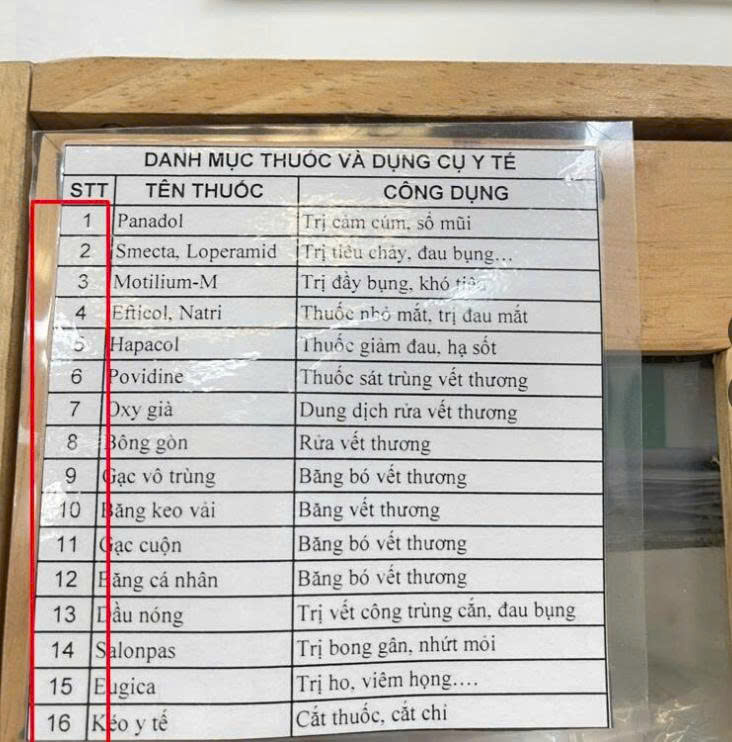 DANH MỤC THUỐC VÀ DỤNG CỤ Y TẾ
STT TÊN THUỐC CÔNG DỤNG
1 Panadol Trị cảm cúm, sổ mũi
2 Smecta, Loperamid Trị tiêu chảy, đau bụng…
3 Motilium-M Trị đầy bụng, khó
4 Efticol, Natri Thuốc nhỏ mắt, trị đau mắt
5 Hapacol Thuốc giảm đau, hạ sốt
6 Povidine Thuốc sát trùng vết thương
7 Oxy già Dung dịch rửa vết thương
8 Bông gòn Rửa vết thương
9 Gạc vô trùng Băng bó vết thương
10 Băng keo vải Băng vết thương
11 Gạc cuộn Băng bó vết thương
12 Băng cá nhân Băng bó vết thương
13 Dầu nóng Trị vết công trùng cắn, đau bụng
14 Salonpas Trị bong gân, nhứt mỏi
15 Eugica Trị ho, viêm họng….
16 Kéo y tế Cắt thuốc, cắt chỉ